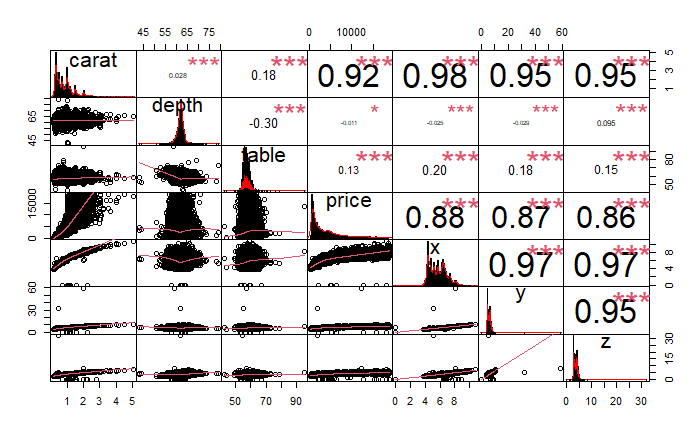 45 55 65 75
0 10000
0 20 40 60
carat
***
0.028
***
0.18
***
0.92
***
0.98
***
0.95
***
0.95
1 3 5
45 65
depth
***
-0.30
*
-0.011
***
-0.025
***
-0.029
***
0.095
table
***
0.13
***
0.20
***
0.18
***
0.15
50 80
0 15000
price
***
0.88
***
0.87
***
0.86
x
***
0.97
***
0.97
0 4 8
0 30 60
y
***
0.95
z
0 15 30
1 2 3 4 5
50 70 90
0 2 4 6 8
0 10 20 30